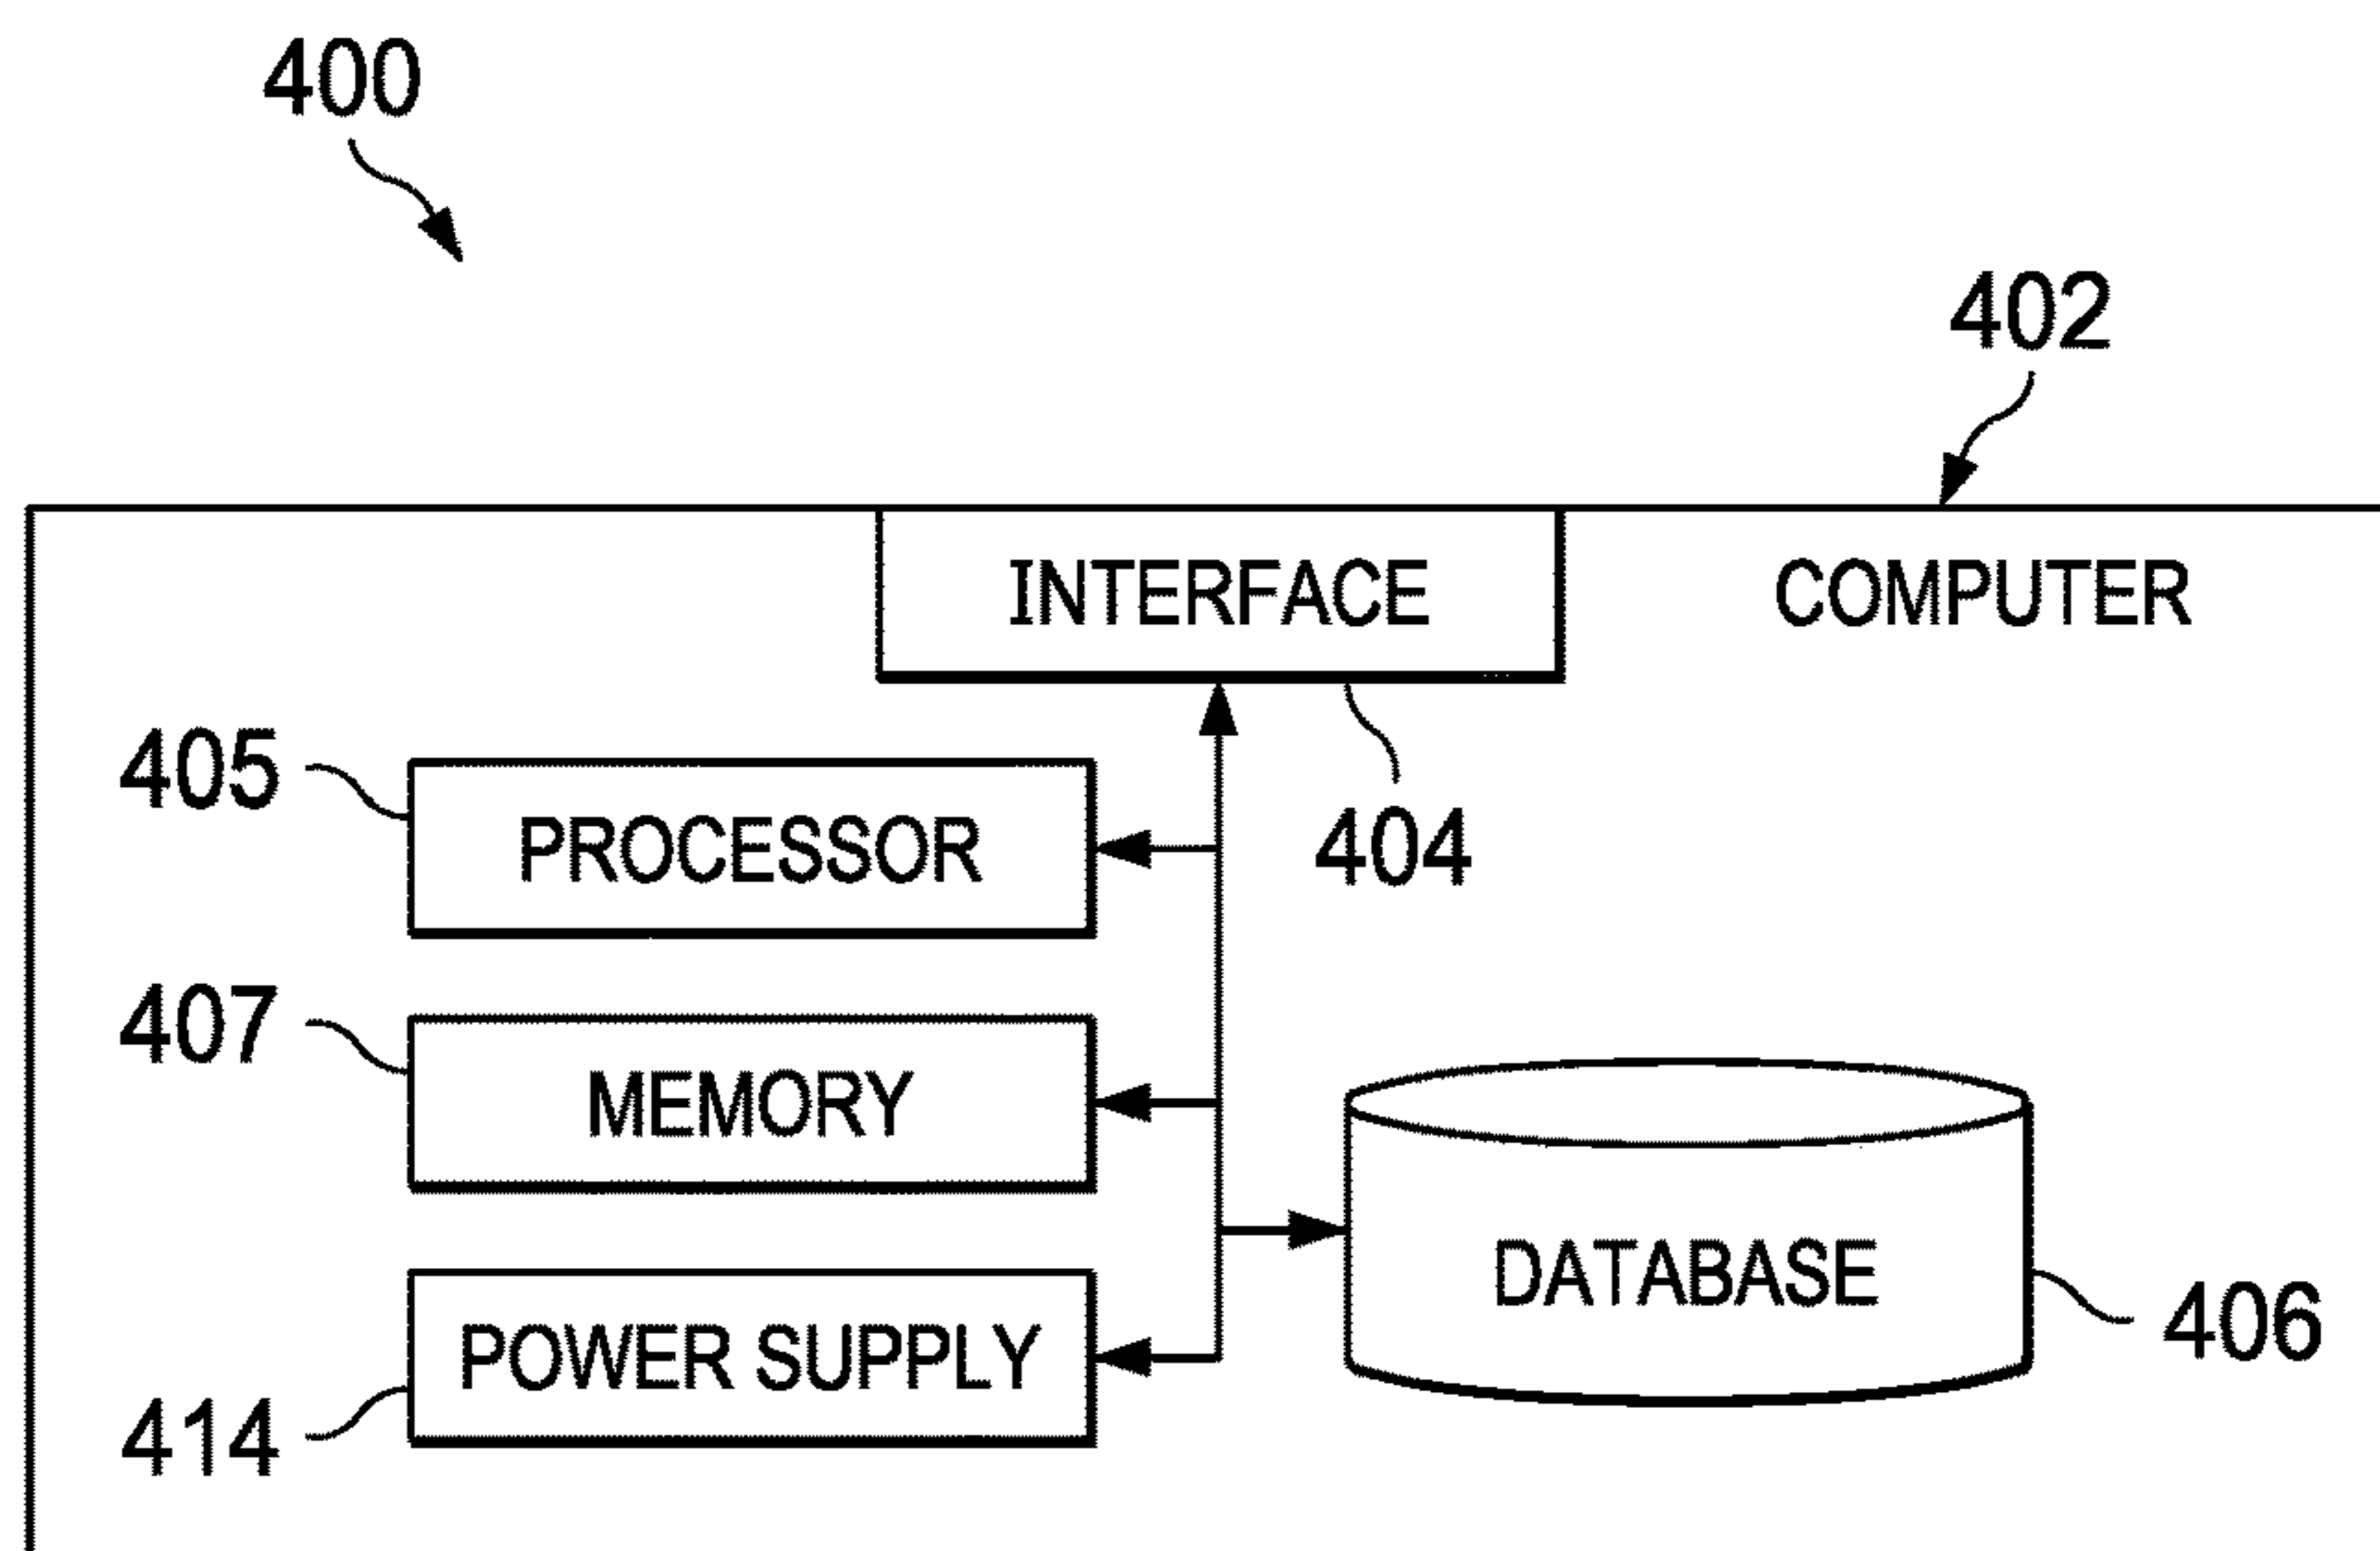 400
402
INTERFACE
COMPUTER
405
PROCESSOR
404
407
MEMORY
DATABASE
406
POWER SUPPLY
414